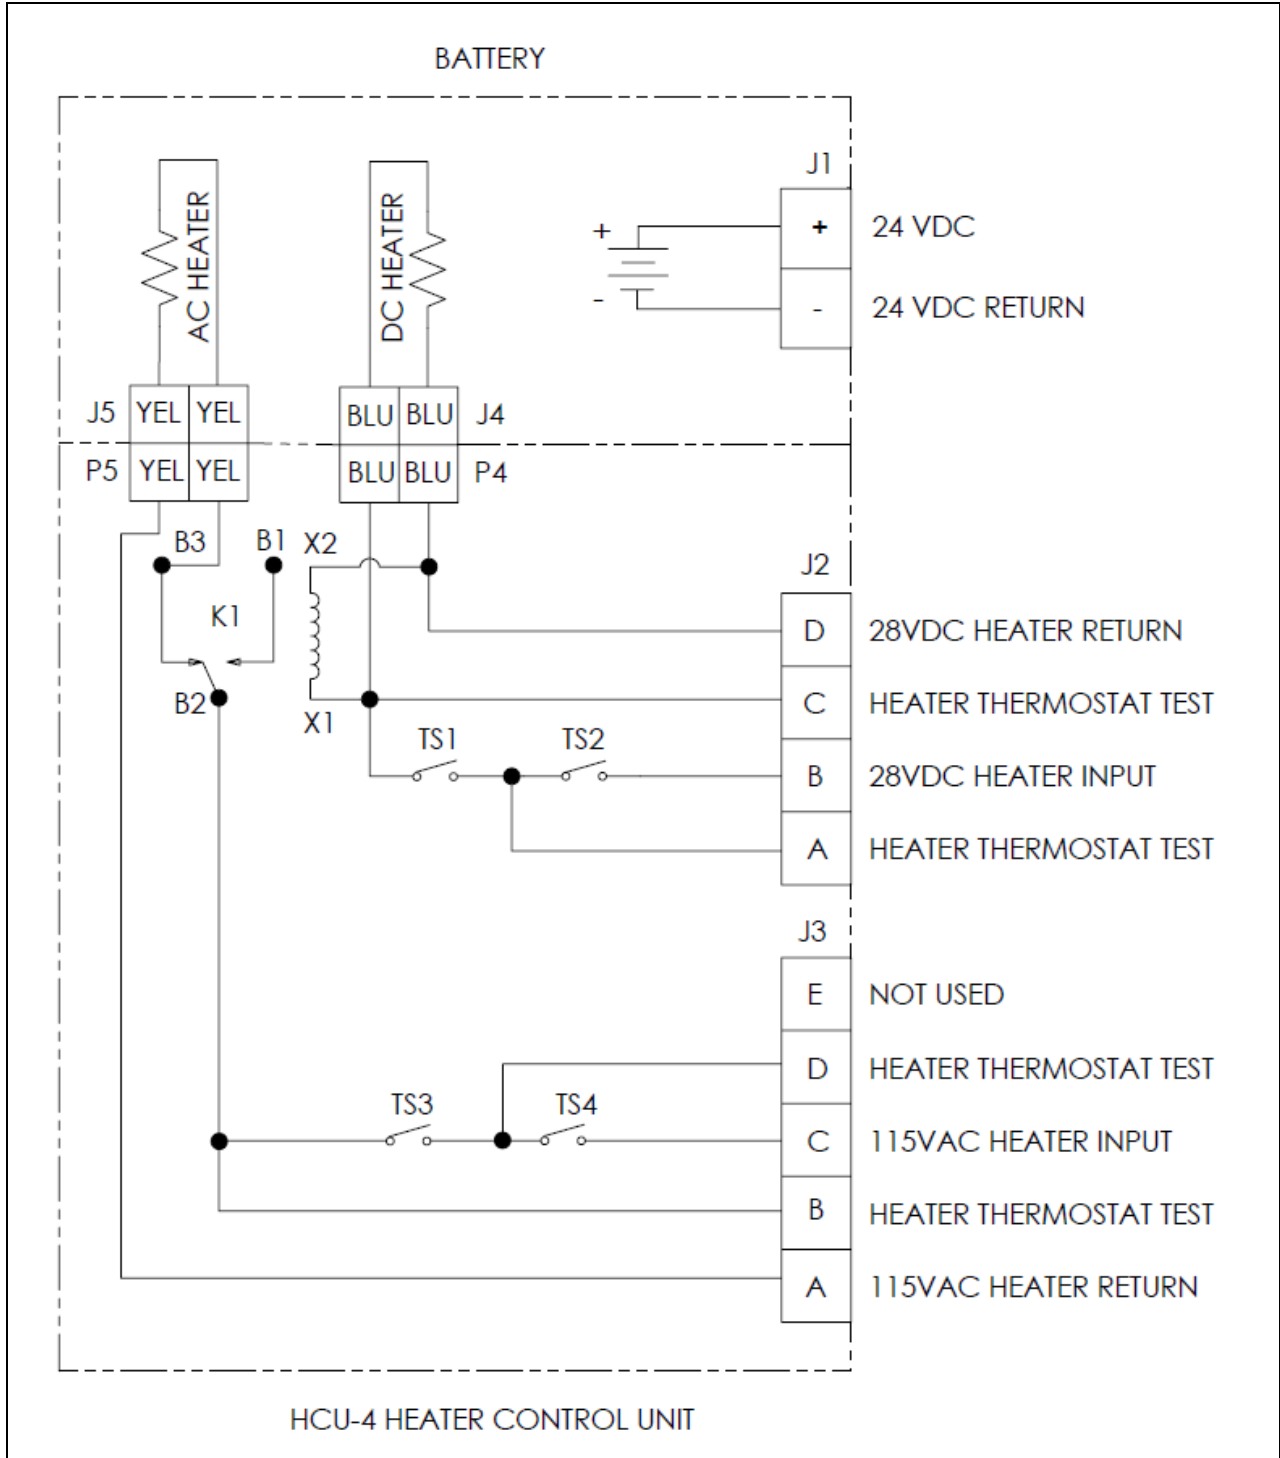 BATTERY
J1
+ 24 VDC
- 24 VDC RETURN
+
-
AC HEATER
DC HEATER
J5 YEL YEL
BLU BLU J4
P5 YEL YEL
BLU BLU P4
B3 B1 X2
K1
B2
X1
J2
D 28VDC HEATER RETURN
C HEATER THERMOSTAT TEST
TS1 TS2
B 28VDC HEATER INPUT
A HEATER THERMOSTAT TEST
J3
E NOT USED
D HEATER THERMOSTAT TEST
TS3 TS4
C 115VAC HEATER INPUT
B HEATER THERMOSTAT TEST
A 115VAC HEATER RETURN
HCU-4 HEATER CONTROL UNIT